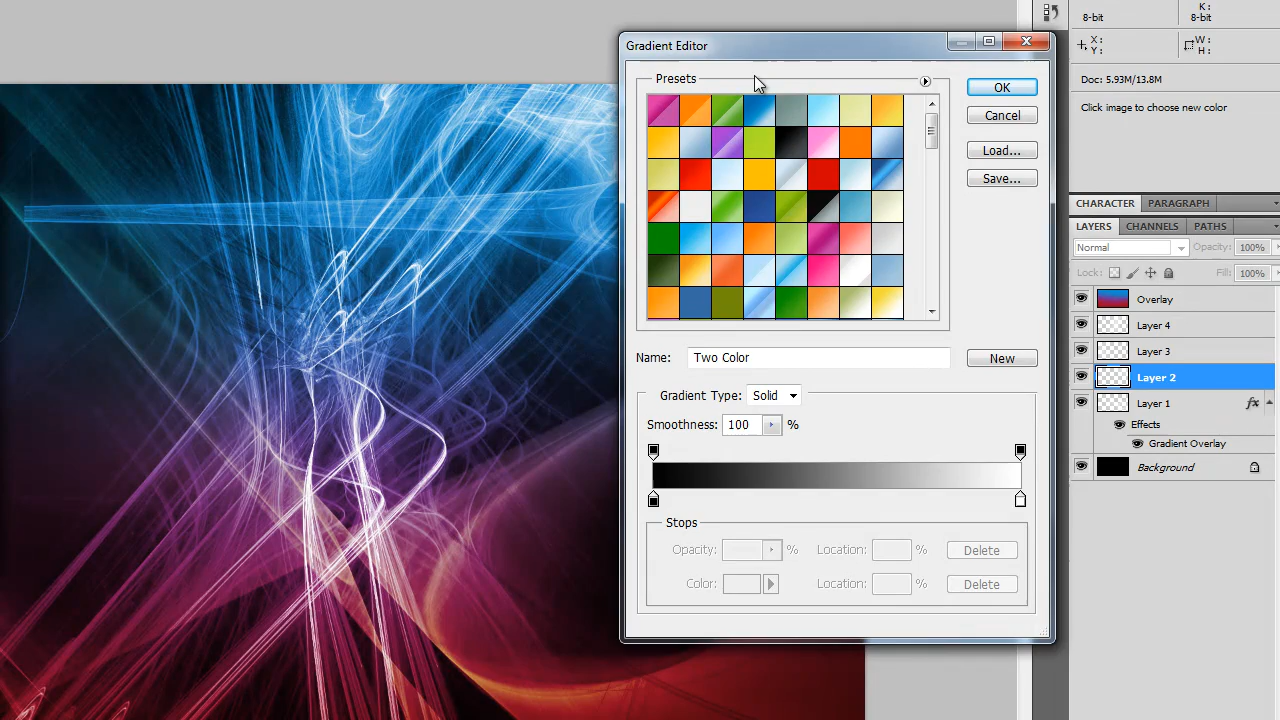 Gradient Editor
Presets
OK
Cancel
Load...
Save...
Name:
Two Color
New
Gradient Type:
Solid
Smoothness:
100
%
Stops
Opacity:
%
Location:
%
Delete
Color:
Location:
%
Delete
8-bit
K:
8-bit
X:
Y:
W:
H:
Doc: 5.93M/13.8M
Click image to choose new color
CHARACTER
PARAGRAPH
LAYERS
CHANNELS
PATHS
Normal
Opacity:
100%
Lock:
Fill:
100%
Overlay
Layer 4
Layer 3
Layer 2
Layer 1
fx
Effects
Gradient Overlay
Background